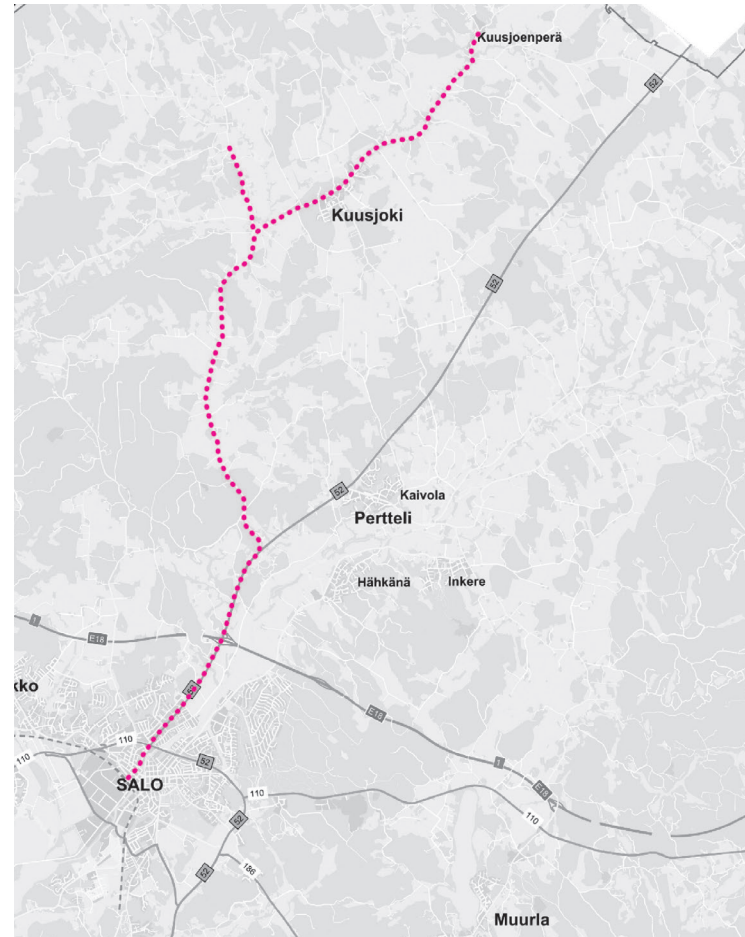 Kuusjoenperä
52
Kuusjoki
52
52
Kaivola
Pertteli
Hähkänä
Inkere
1
E18
kko
52
E18
110
52
110
SALO
1
110
E18
52
110
186
52
Muurla